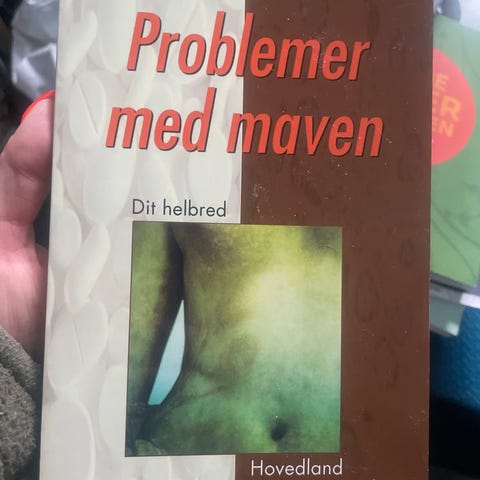 Problemer
med maven
Dit helbred
Hovedland